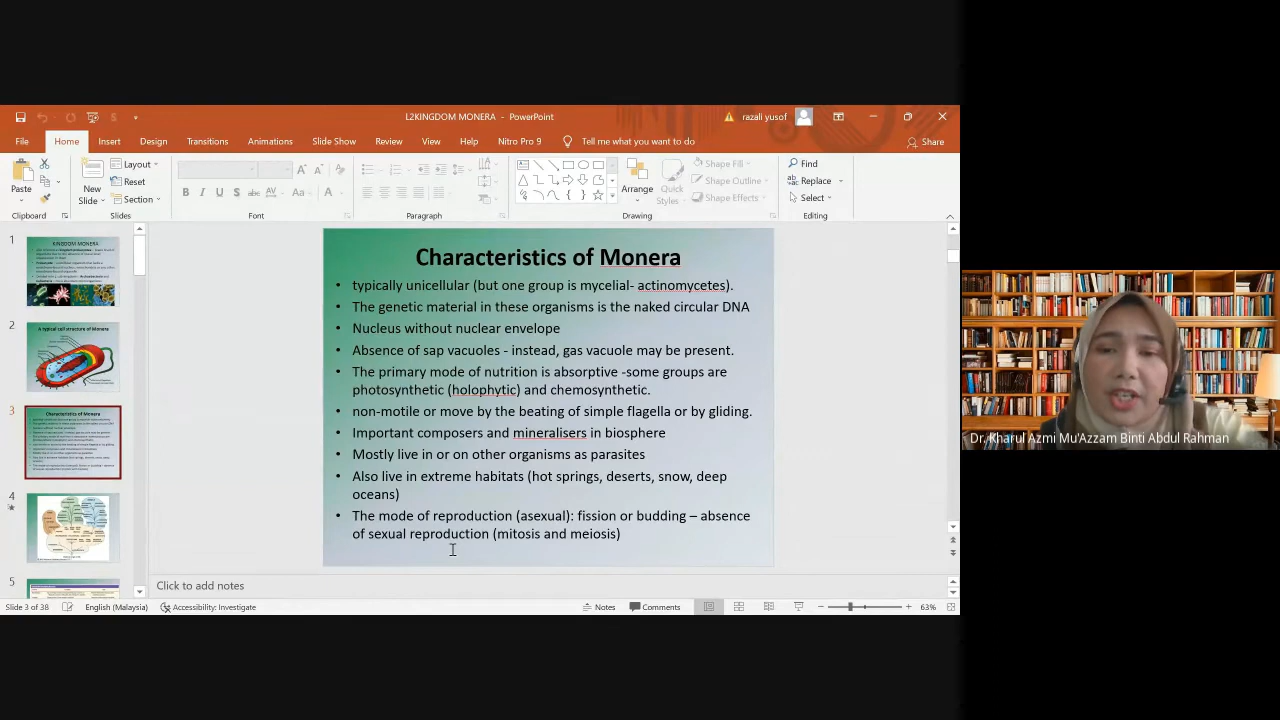 L2KINGDOM MONERA - PowerPoint
razali yusof
File Home Insert Design Transitions Animations Slide Show Review View Help Nitro Pro 9 Tell me what you want to do Share
Paste
New Slide
Layout
Reset
Section
B I U S abc AV Aa A
Arrange
Quick Styles
Shape Fill
Shape Outline
Shape Effects
Find
Replace
Select
Clipboard Slides Font Paragraph Drawing Editing
1
KINGDOM MONERA
2
A typical cell structure of Monera
3
Characteristics of Monera
4
5
Characteristics of Monera
• typically unicellular (but one group is mycelial- actinomycetes).
• The genetic material in these organisms is the naked circular DNA
• Nucleus without nuclear envelope
• Absence of sap vacuoles - instead, gas vacuole may be present.
• The primary mode of nutrition is absorptive -some groups are
photosynthetic (holophytic) and chemosynthetic.
• non-motile or move by the beating of simple flagella or by gliding.
• Important composers and mineralisers in biosphere
• Mostly live in or on other organisms as parasites
• Also live in extreme habitats (hot springs, deserts, snow, deep
oceans)
• The mode of reproduction (asexual): fission or budding – absence
of sexual reproduction (mitosis and meiosis)
Click to add notes
Slide 3 of 38 English (Malaysia) Accessibility: Investigate Notes Comments 63%
Dr. Kharul Azmi Mu'Azzam Binti Abdul Rahman